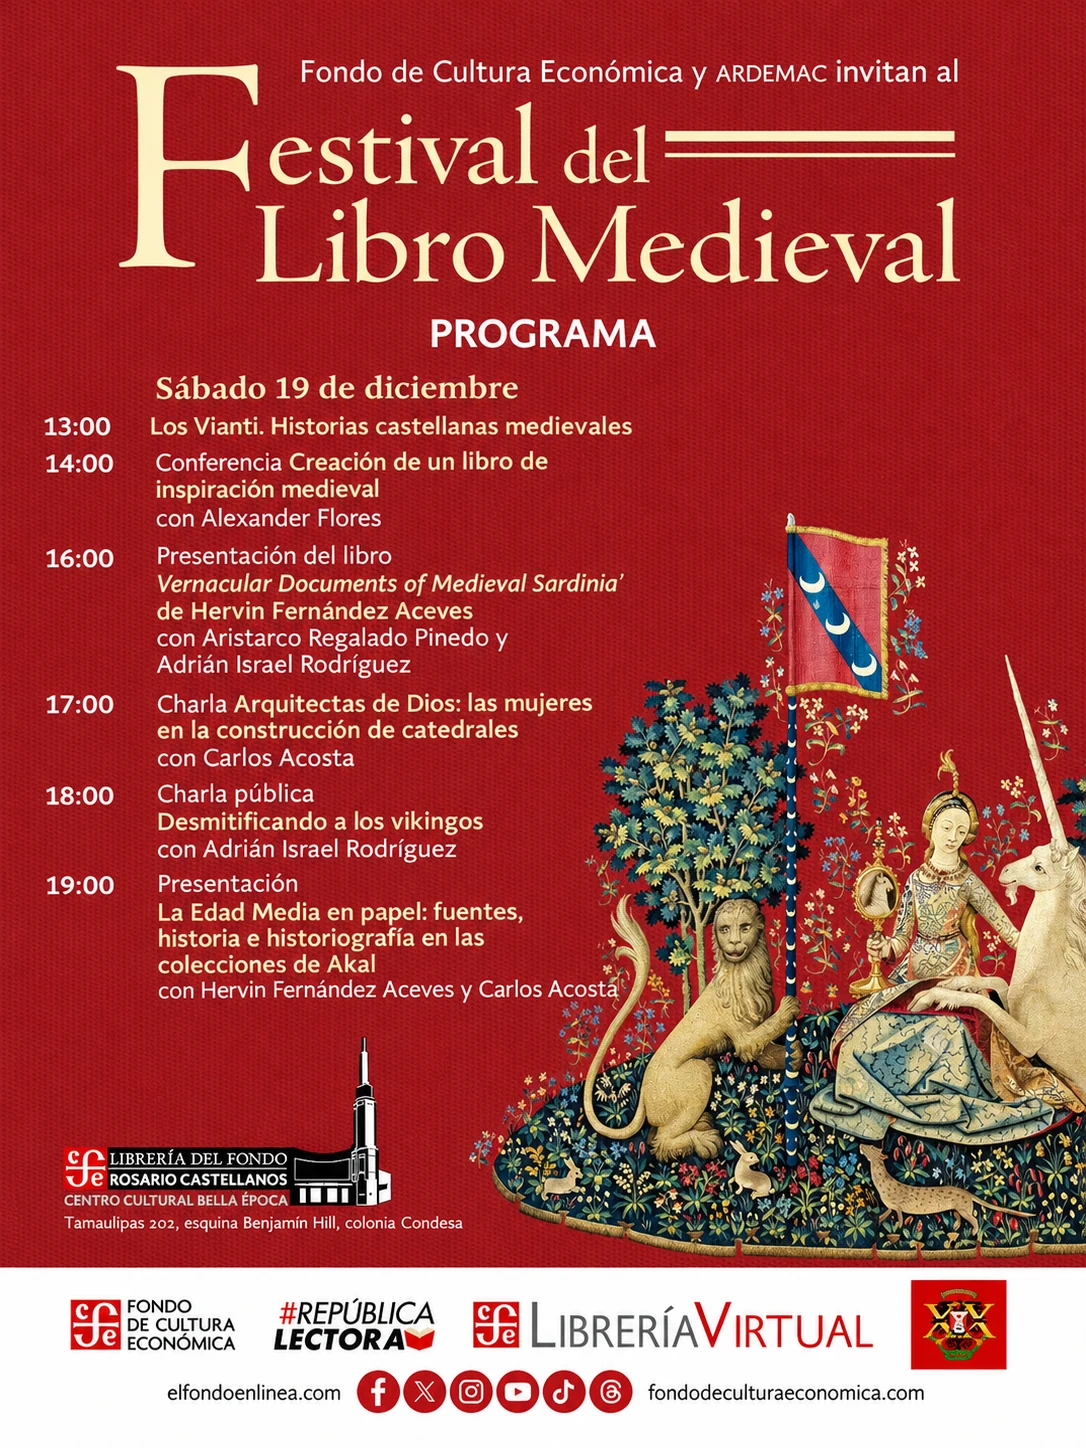 Fondo de Cultura Económica y ARDEMAC invitan al
Festival del
Libro Medieval
PROGRAMA
Sábado 19 de diciembre
13:00 Los Vianti. Historias castellanas medievales
14:00 Conferencia Creación de un libro de
inspiración medieval
con Alexander Flores
16:00 Presentación del libro
Vernacular Documents of Medieval Sardinia’
de Hervin Fernández Aceves
con Aristarco Regalado Pinedo y
Adrián Israel Rodríguez
17:00 Charla Arquitectas de Dios: las mujeres
en la construcción de catedrales
con Carlos Acosta
18:00 Charla pública
Desmitificando a los vikingos
con Adrián Israel Rodríguez
19:00 Presentación
La Edad Media en papel: fuentes,
historia e historiografía en las
colecciones de Akal
con Hervin Fernández Aceves y Carlos Acosta
cfe LIBRERÍA DEL FONDO
ROSARIO CASTELLANOS
CENTRO CULTURAL BELLA ÉPOCA
Tamaulipas 202, esquina Benjamín Hill, colonia Condesa
cfe FONDO
DE CULTURA
ECONÓMICA
#REPÚBLICA
LECTORA
cfe LIBRERÍAVIRTUAL
elfondoenlinea.com
fondodeculturaeconomica.com